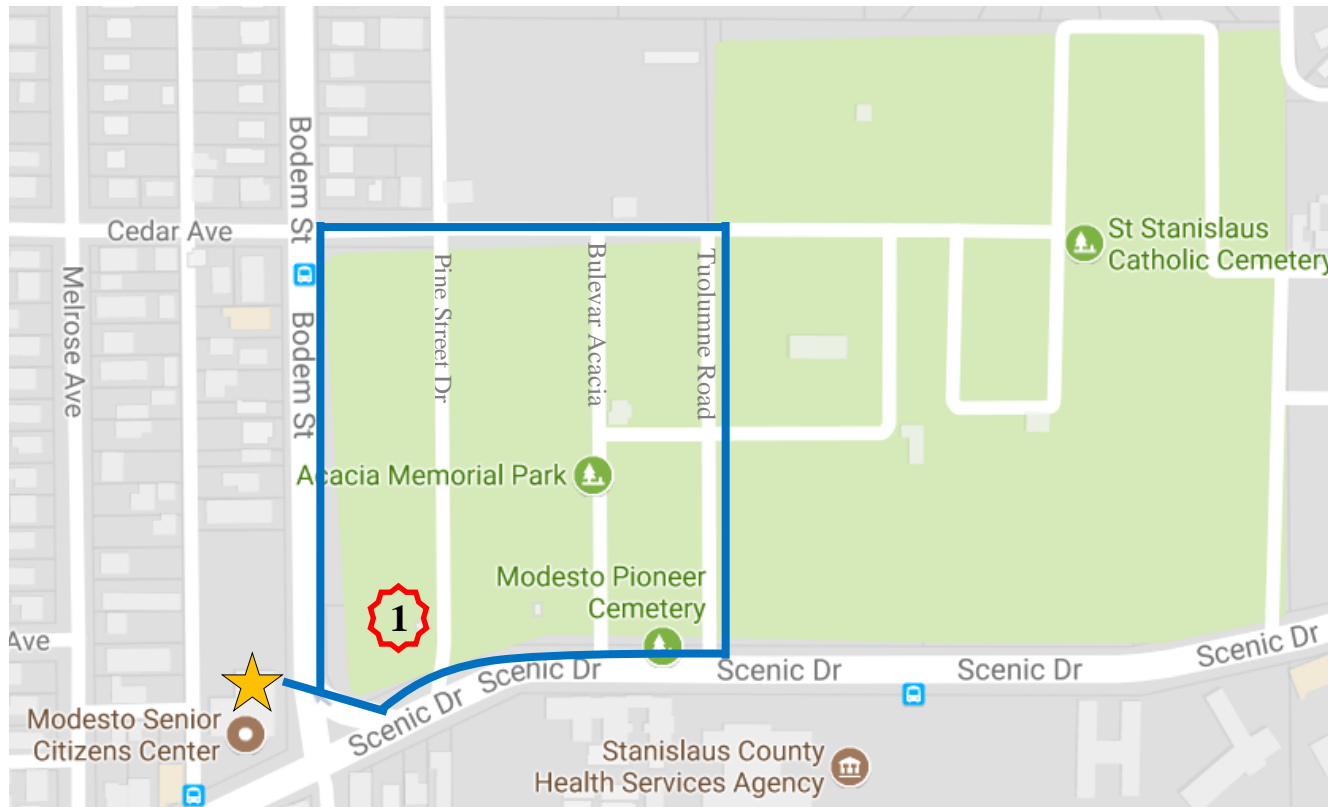 Bodem St
Cedar Ave
St Stanislaus
Catholic Cemetery
Melrose Ave
Bodem St
Pine Street Dr
Bulevar Acacia
Tuolumne Road
Acacia Memorial Park
Modesto Pioneer
Cemetery
1
Ave
Scenic Dr
Scenic Dr
Scenic Dr
Scenic Dr
Scenic Dr
Modesto Senior
Citizens Center
Stanislaus County
Health Services Agency